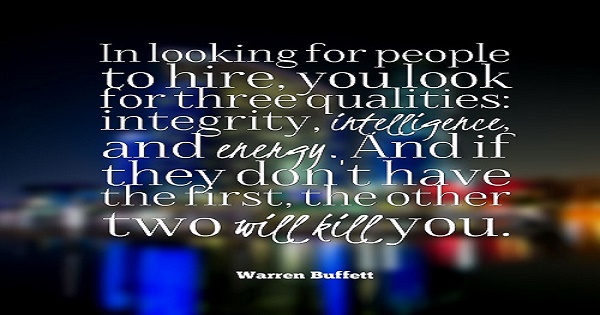 In looking for people
to hire, you look
for three qualities:
integrity, intelligence,
and energy. And if
they don't have
the first, the other
two will kill you.
Warren Buffett